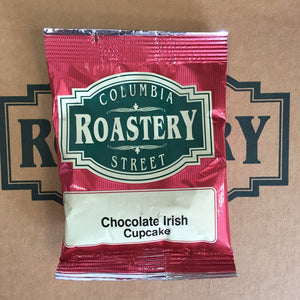 COLUMBIA
ROASTERY
STREET
Chocolate Irish
Cupcake
RO RY